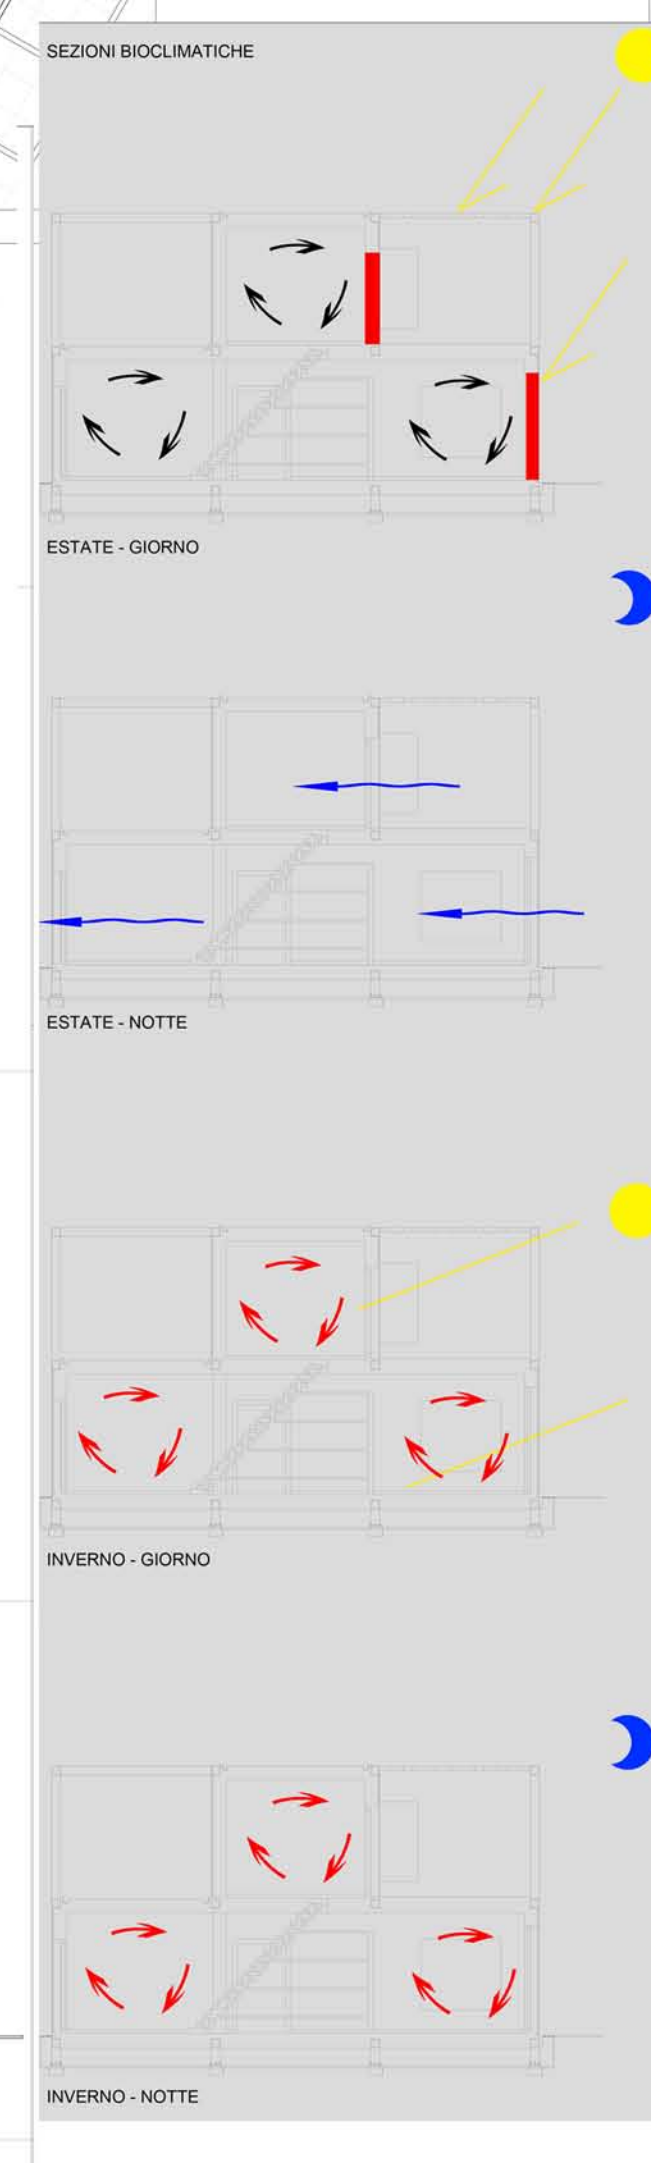 SEZIONI BIOCLIMATICHE
ESTATE - GIORNO
ESTATE - NOTTE
INVERNO - GIORNO
INVERNO - NOTTE